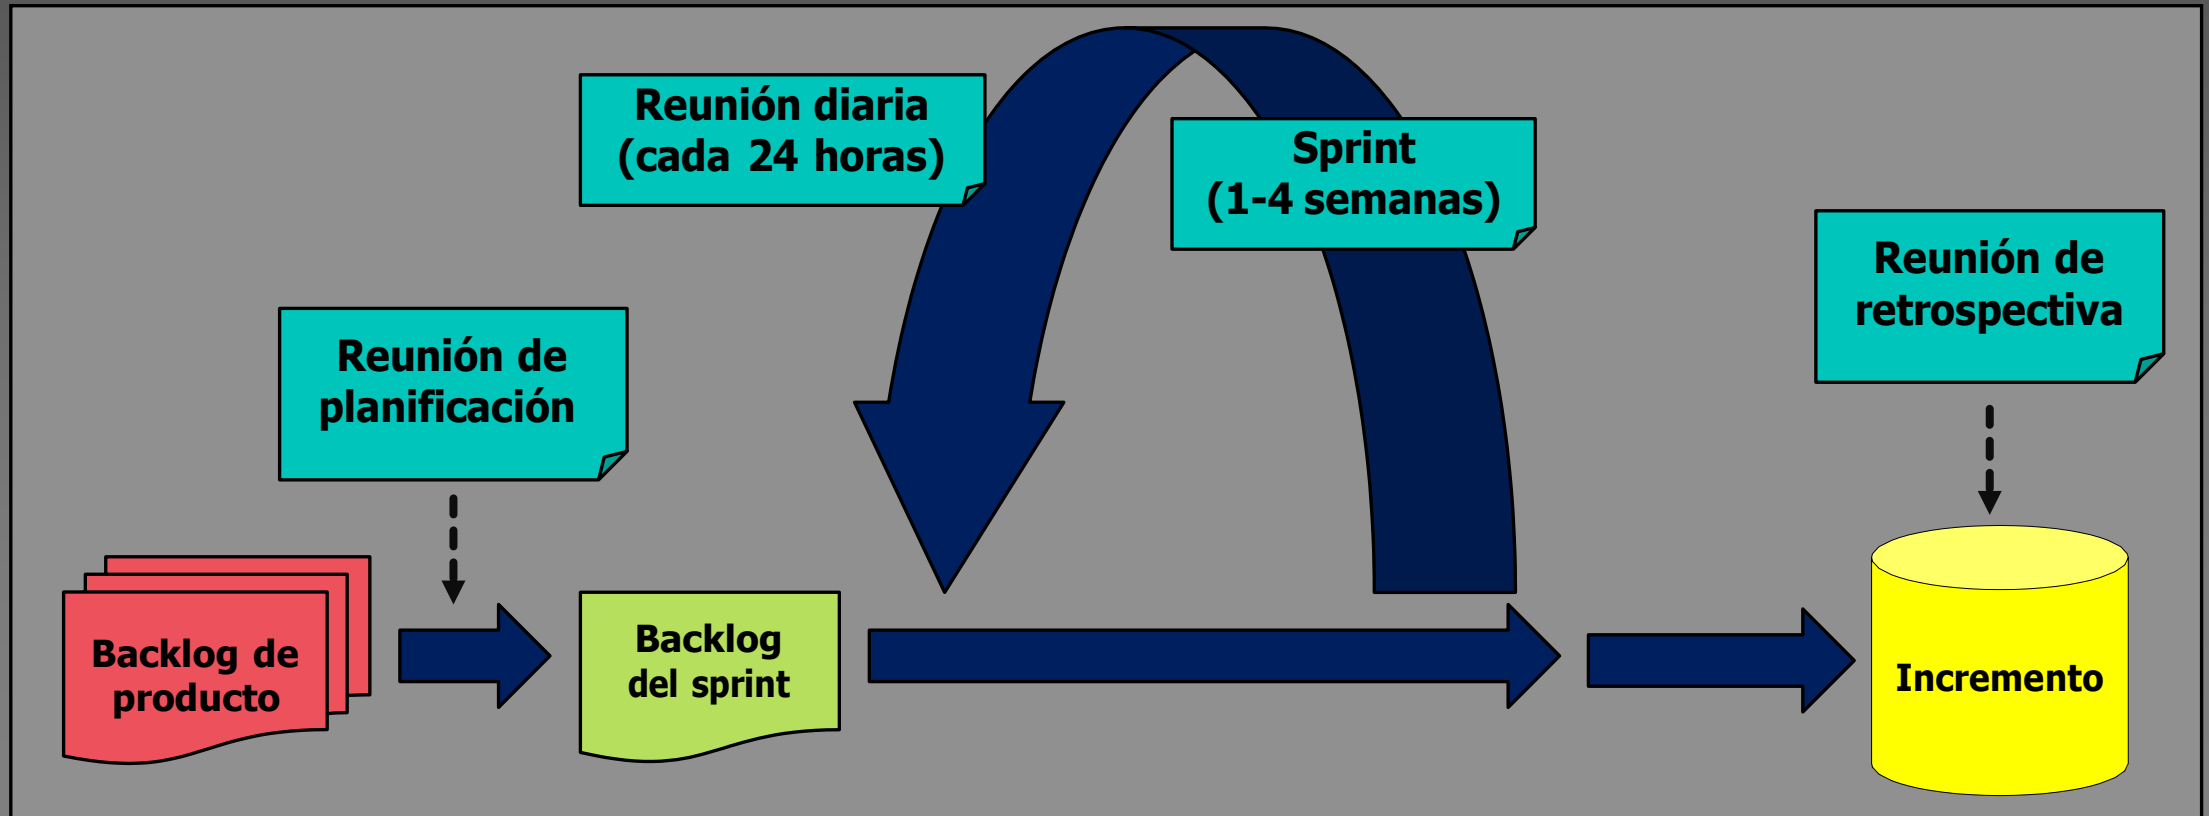 Reunión diaria
(cada 24 horas)
Sprint
(1-4 semanas)
Reunión de
retrospectiva
Reunión de
planificación
Backlog de
producto
Backlog
del sprint
Incremento